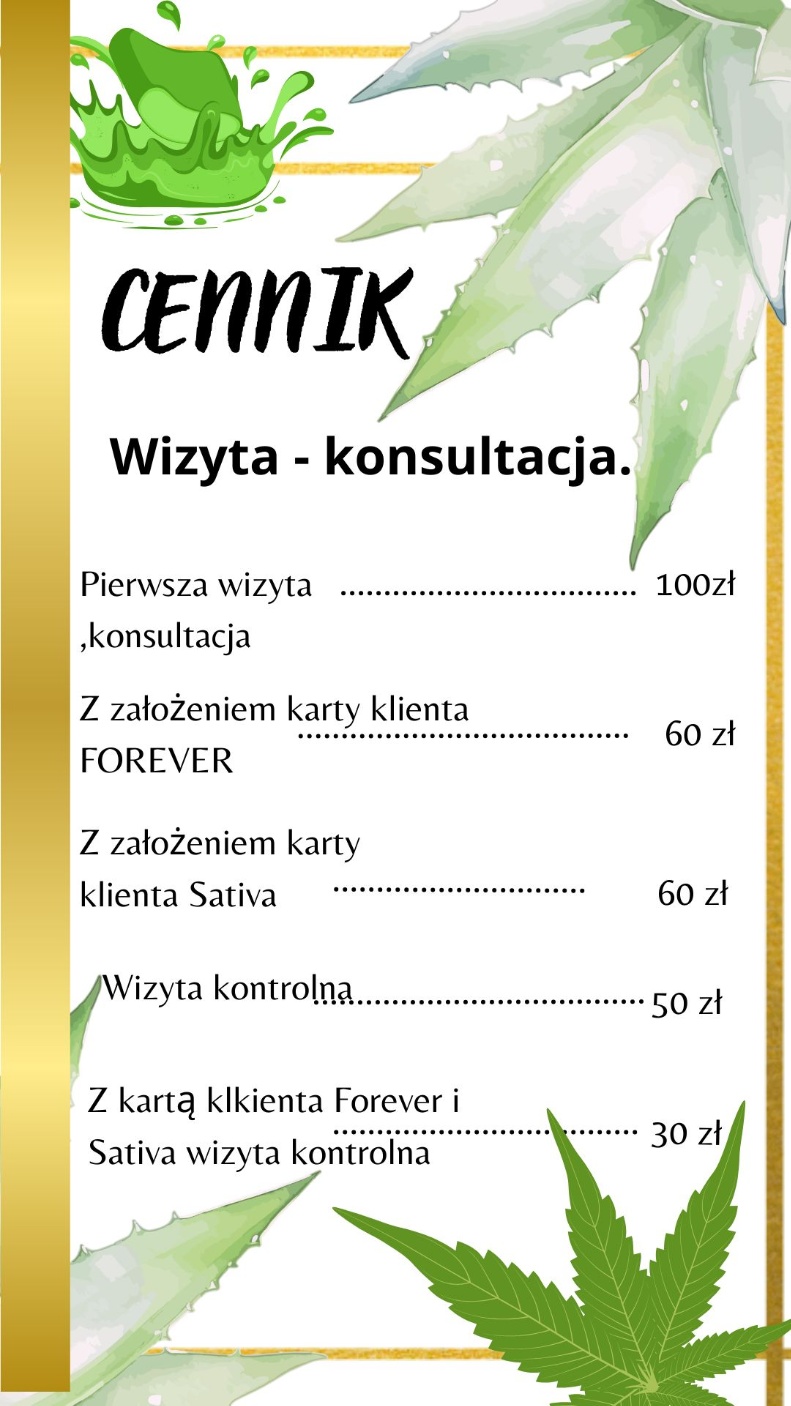 CENNIK
Wizyta - konsultacja.
Pierwsza wizyta ................................... 100zł
,konsultacja
Z założeniem karty klienta
....................................... 60 zł
FOREVER
Z założeniem karty
klienta Sativa .............................. 60 zł
Wizyta kontrolna ....................................... 50 zł
Z kartą klkienta Forever i
.................................... 30 zł
Sativa wizyta kontrolna